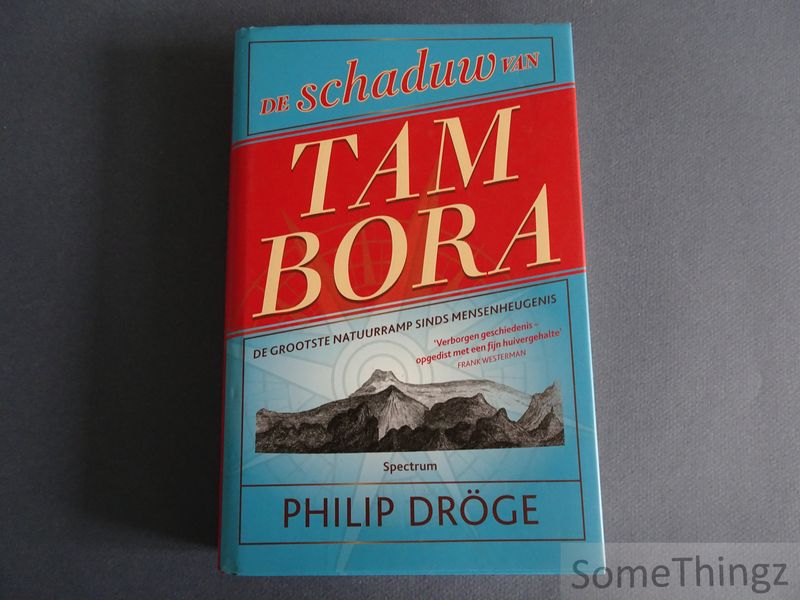 DE schaduw VAN
TAM
BORA
DE GROOTSTE NATUURRAMP SINDS MENSENHEUGENIS
'Verborgen geschiedenis –
opgedist met een fijn huivergehalte'
FRANK WESTERMAN
Spectrum
PHILIP DRÖGE
SomeThingz